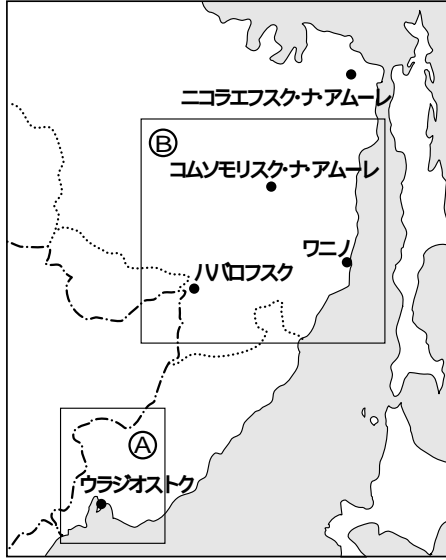 ニコラエフスク・ナ・アムーレ
Ⓑ
コムソモリスク・ナ・アムーレ
ワニノ
ハバロフスク
Ⓐ
ウラジオストク